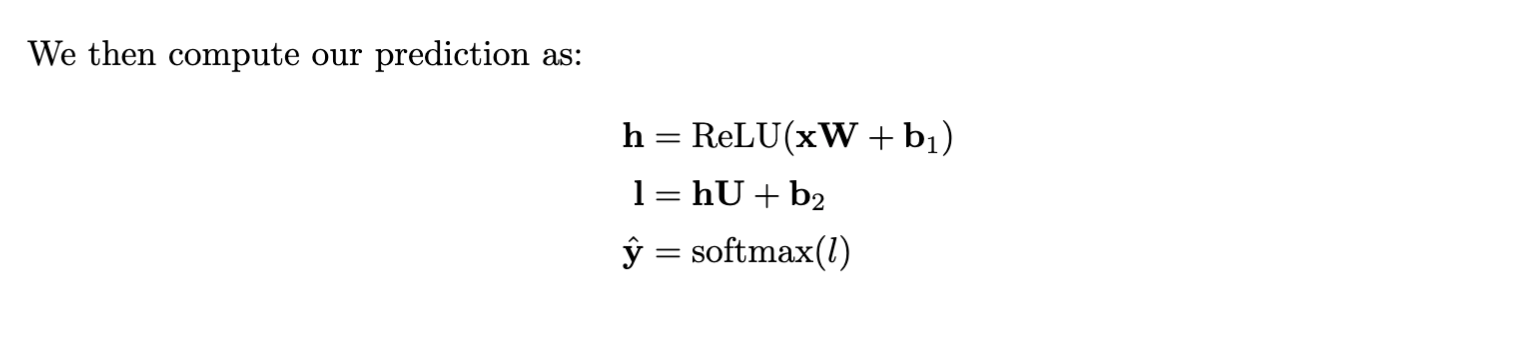 We then compute our prediction as:
h = ReLU(xW + b₁)
l = hU + b₂
ŷ = softmax(l)